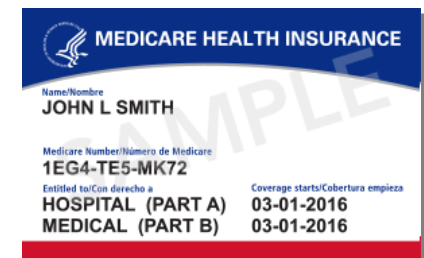 MEDICARE HEALTH INSURANCE
Name/Nombre
JOHN L SMITH
SAMPLE
Medicare Number/Número de Medicare
1EG4-TE5-MK72
Entitled to/Con derecho a Coverage starts/Cobertura empieza
HOSPITAL (PART A) 03-01-2016
MEDICAL (PART B) 03-01-2016